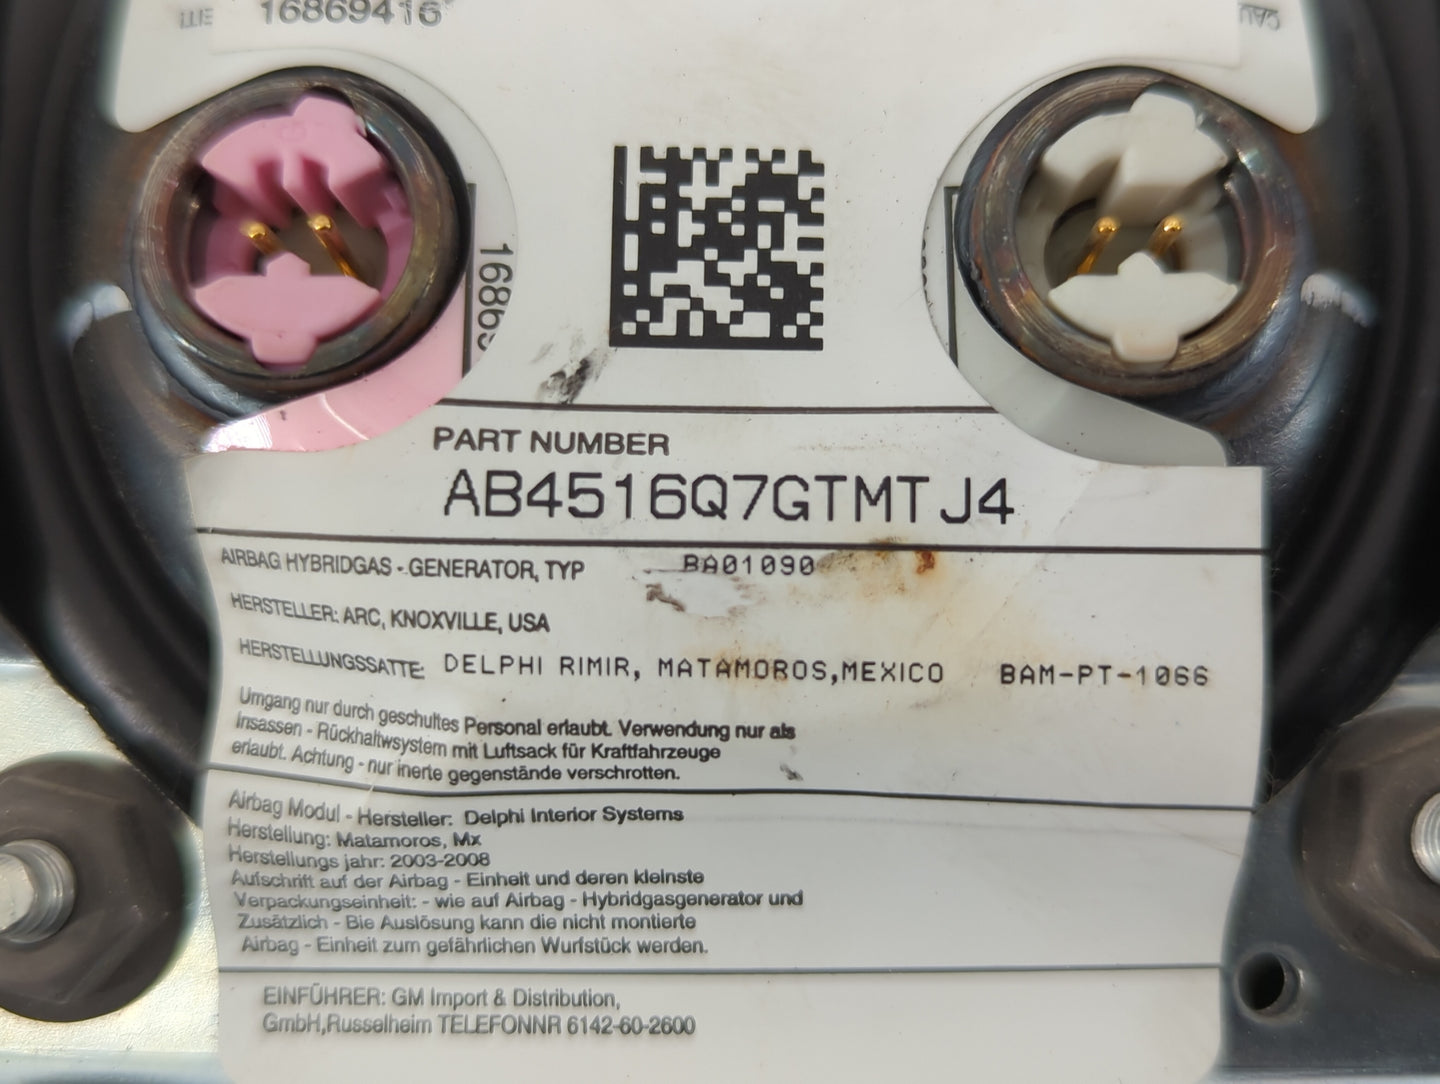 16869416
PART NUMBER
AB4516Q7GTMTJ4
AIRBAG HYBRIDGAS - GENERATOR, TYP BA01090
HERSTELLER: ARC, KNOXVILLE, USA
HERSTELLUNGSSATTE: DELPHI RIMIR, MATAMOROS,MEXICO BAM-PT-1066
Umgang nur durch geschultes Personal erlaubt. Verwendung nur als
Insassen - Rückhaltwsystem mit Luftsack für Kraftfahrzeuge
erlaubt. Achtung - nur inerte gegenstände verschrotten.
Airbag Modul - Hersteller: Delphi Interior Systems
Herstellung: Matamoros, Mx
Herstellungs jahr: 2003-2008
Aufschrift auf der Airbag - Einheit und deren kleinste
Verpackungseinheit: - wie auf Airbag - Hybridgasgenerator und
Zusätzlich - Bie Auslösung kann die nicht montierte
Airbag - Einheit zum gefährlichen Wurfstück werden.
EINFÜHRER: GM Import & Distribution,
GmbH,Russelheim TELEFONNR 6142-60-2600